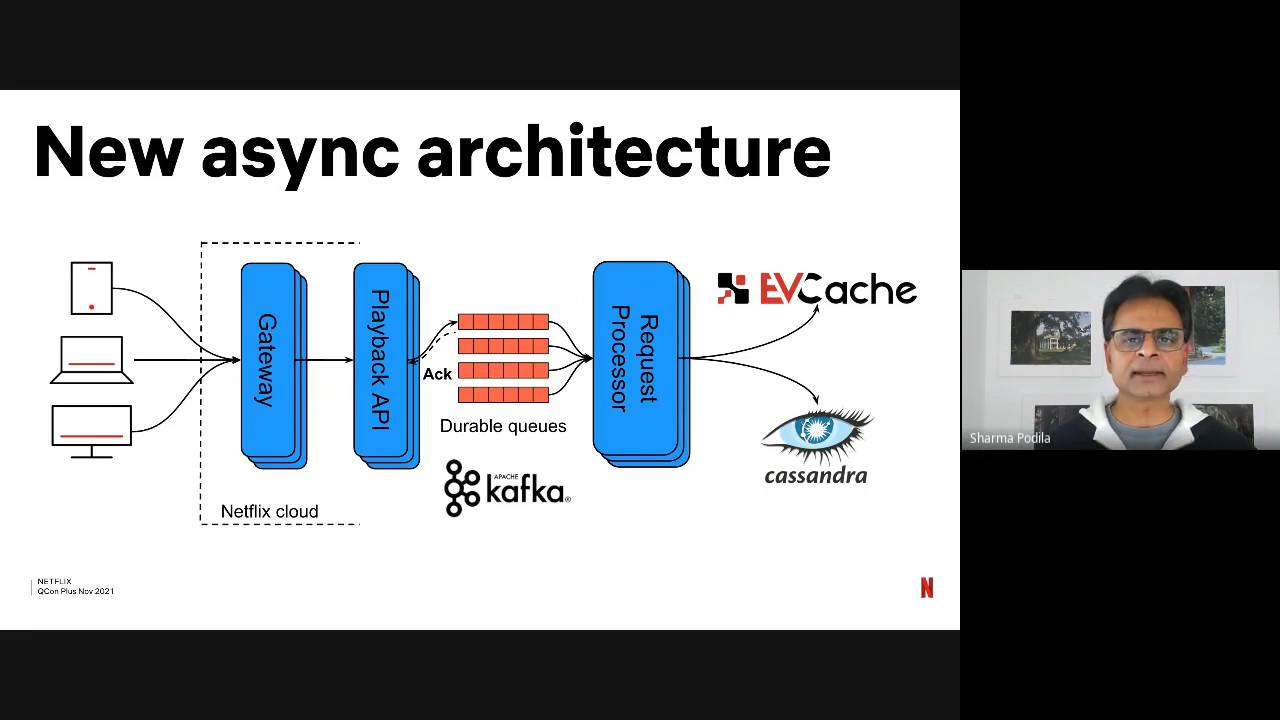 New async architecture
Gateway
Playback API
Ack
Durable queues
APACHE
kafka®
Request
Processor
EVCache
cassandra
Netflix cloud
NETFLIX
QCon Plus Nov 2021
N
Sharma Podila